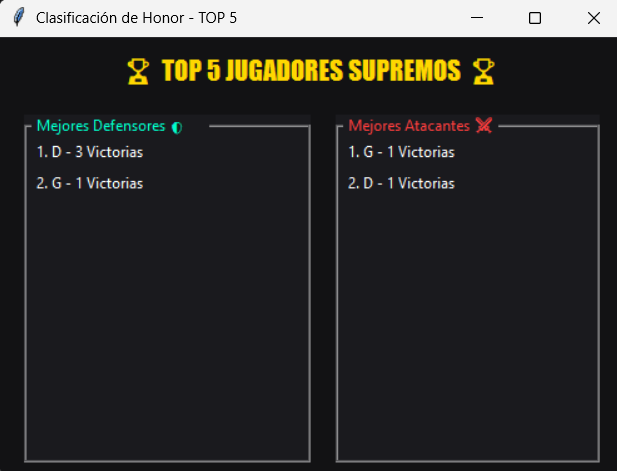 Clasificación de Honor - TOP 5
🏆 TOP 5 JUGADORES SUPREMOS 🏆
Mejores Defensores ◐
1. D - 3 Victorias
2. G - 1 Victorias
Mejores Atacantes ⚔
1. G - 1 Victorias
2. D - 1 Victorias